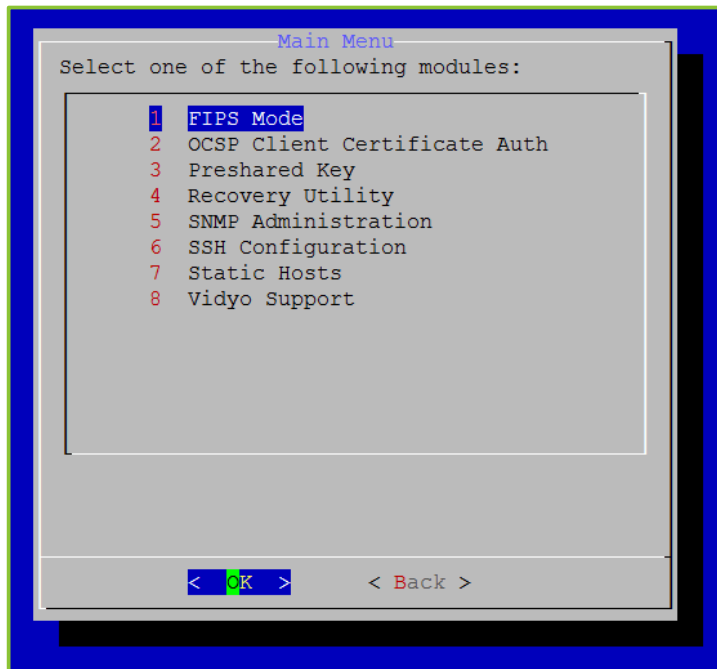 Main Menu
Select one of the following modules:
1 FIPS Mode
2 OCSP Client Certificate Auth
3 Preshared Key
4 Recovery Utility
5 SNMP Administration
6 SSH Configuration
7 Static Hosts
8 Vidyo Support
< OK > < Back >